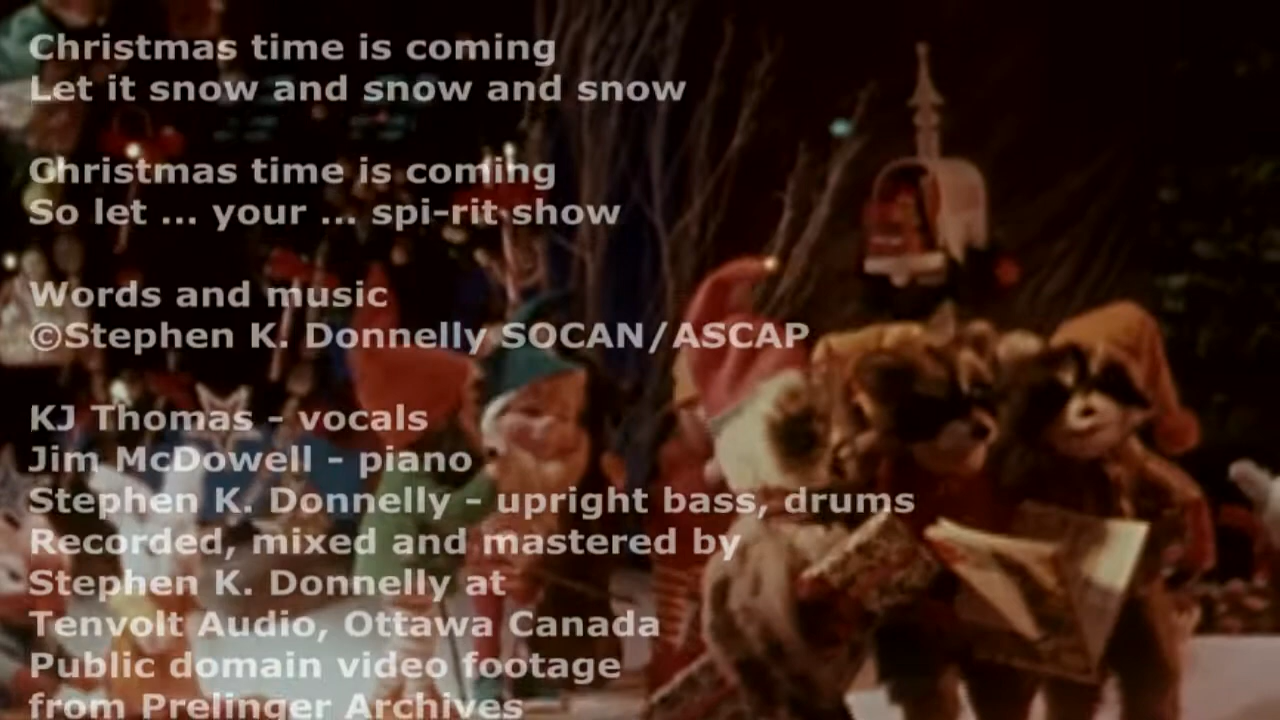 Christmas time is coming
Let it snow and snow and snow
Christmas time is coming
So let ... your ... spi-rit show
Words and music
©Stephen K. Donnelly SOCAN/ASCAP
KJ Thomas - vocals
Jim McDowell - piano
Stephen K. Donnelly - upright bass, drums
Recorded, mixed and mastered by
Stephen K. Donnelly at
Tenvolt Audio, Ottawa Canada
Public domain video footage
from Prelinger Archives